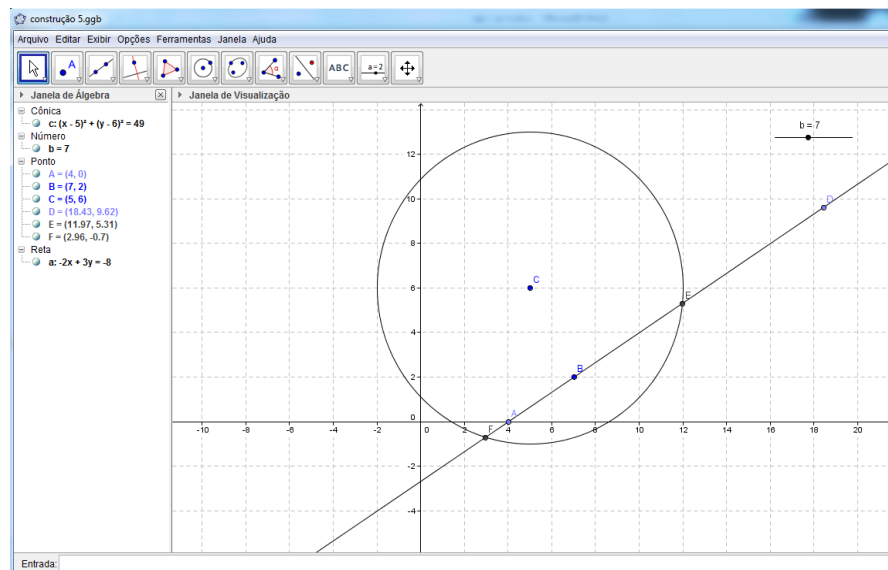 construção 5.ggb
Arquivo Editar Exibir Opções Ferramentas Janela Ajuda
A
α
ABC
a=2
Janela de Álgebra
Janela de Visualização
Cônica
c: (x - 5)² + (y - 6)² = 49
Número
b = 7
Ponto
A = (4, 0)
B = (7, 2)
C = (5, 6)
D = (18.43, 9.62)
E = (11.97, 5.31)
F = (2.96, -0.7)
Reta
a: -2x + 3y = -8
b = 7
12
10
D
8
C
6
E
4
B
2
A
0
F
-10 -8 -6 -4 -2 0 2 4 6 8 10 12 14 16 18 20
-2
-4
Entrada: